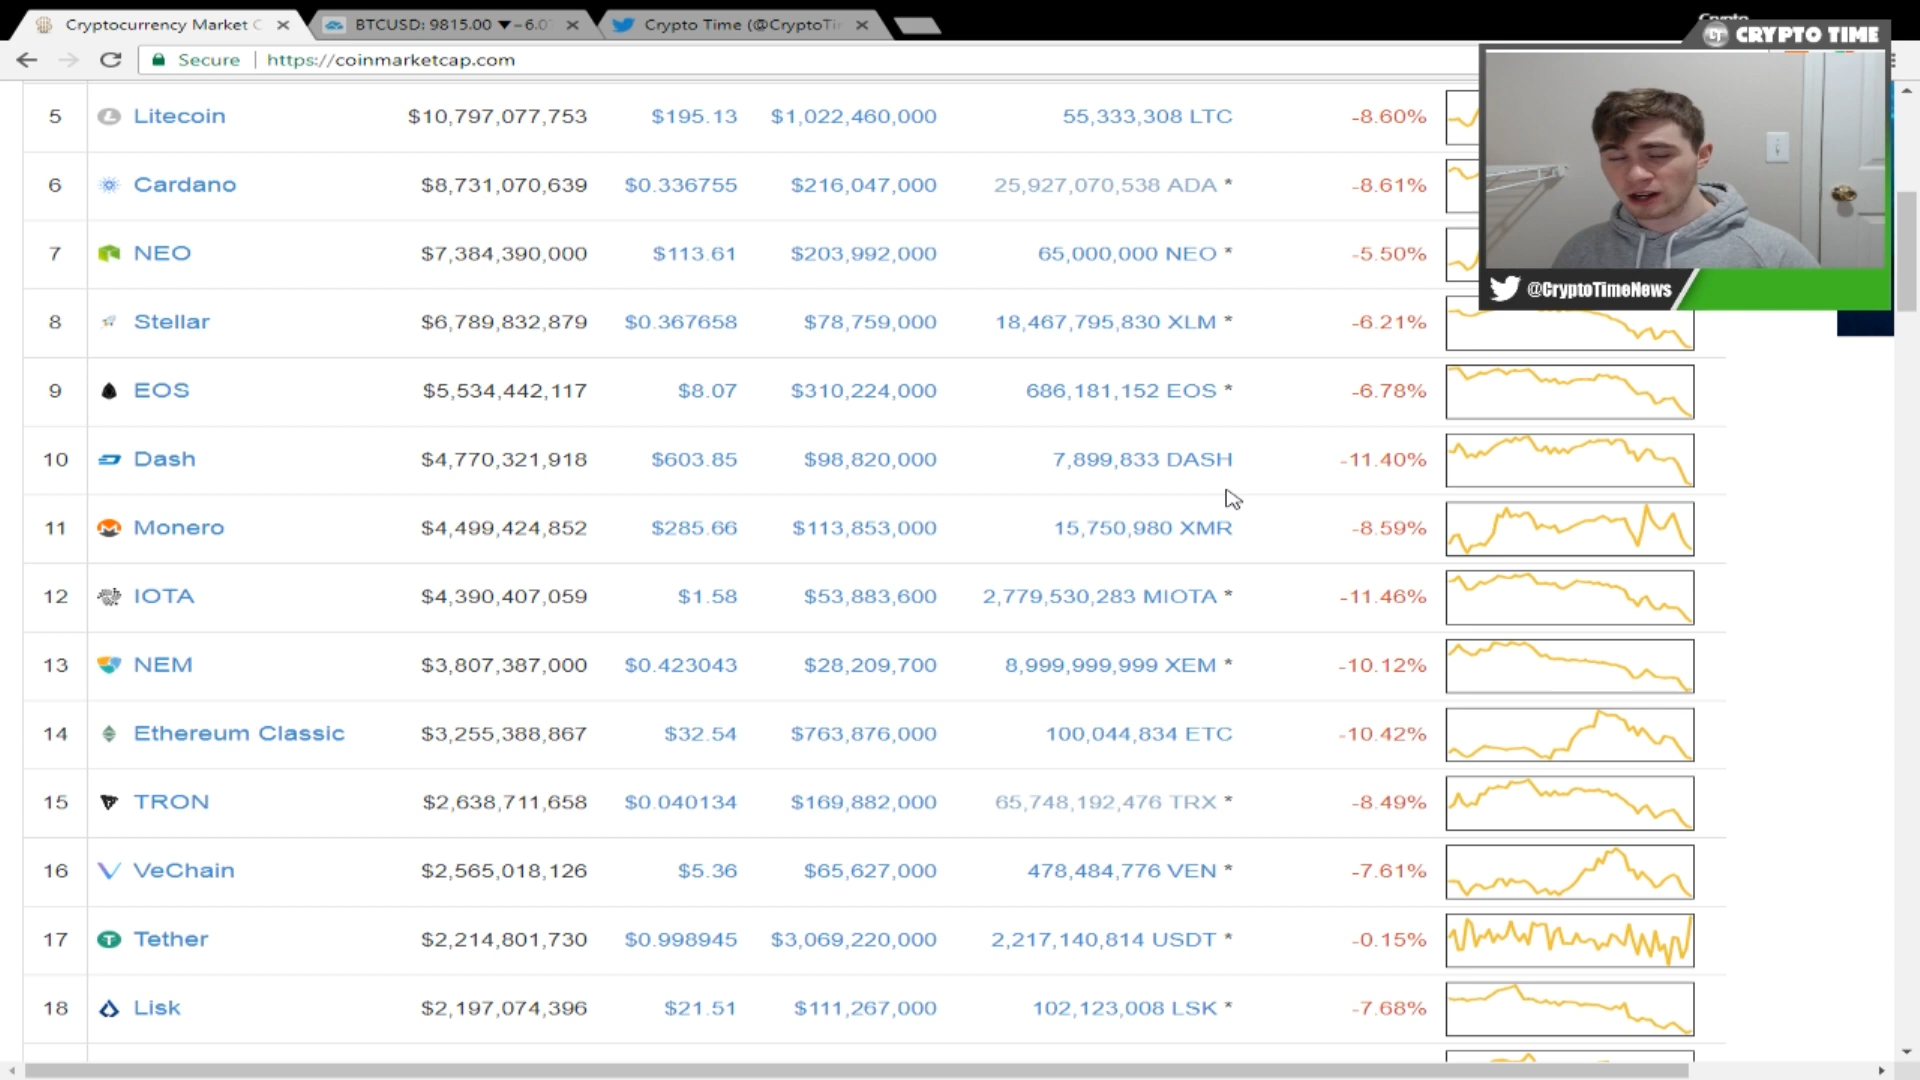 Cryptocurrency Market C
BTCUSD: 9815.00 ▼−6.0
Crypto Time (@CryptoTi
Crypto
CRYPTO TIME
Secure | https://coinmarketcap.com
5 Litecoin $10,797,077,753 $195.13 $1,022,460,000 55,333,308 LTC -8.60%
6 Cardano $8,731,070,639 $0.336755 $216,047,000 25,927,070,538 ADA * -8.61%
7 NEO $7,384,390,000 $113.61 $203,992,000 65,000,000 NEO * -5.50%
@CryptoTimeNews
8 Stellar $6,789,832,879 $0.367658 $78,759,000 18,467,795,830 XLM * -6.21%
9 EOS $5,534,442,117 $8.07 $310,224,000 686,181,152 EOS * -6.78%
10 Dash $4,770,321,918 $603.85 $98,820,000 7,899,833 DASH -11.40%
11 Monero $4,499,424,852 $285.66 $113,853,000 15,750,980 XMR -8.59%
12 IOTA $4,390,407,059 $1.58 $53,883,600 2,779,530,283 MIOTA * -11.46%
13 NEM $3,807,387,000 $0.423043 $28,209,700 8,999,999,999 XEM * -10.12%
14 Ethereum Classic $3,255,388,867 $32.54 $763,876,000 100,044,834 ETC -10.42%
15 TRON $2,638,711,658 $0.040134 $169,882,000 65,748,192,476 TRX * -8.49%
16 VeChain $2,565,018,126 $5.36 $65,627,000 478,484,776 VEN * -7.61%
17 Tether $2,214,801,730 $0.998945 $3,069,220,000 2,217,140,814 USDT * -0.15%
18 Lisk $2,197,074,396 $21.51 $111,267,000 102,123,008 LSK * -7.68%